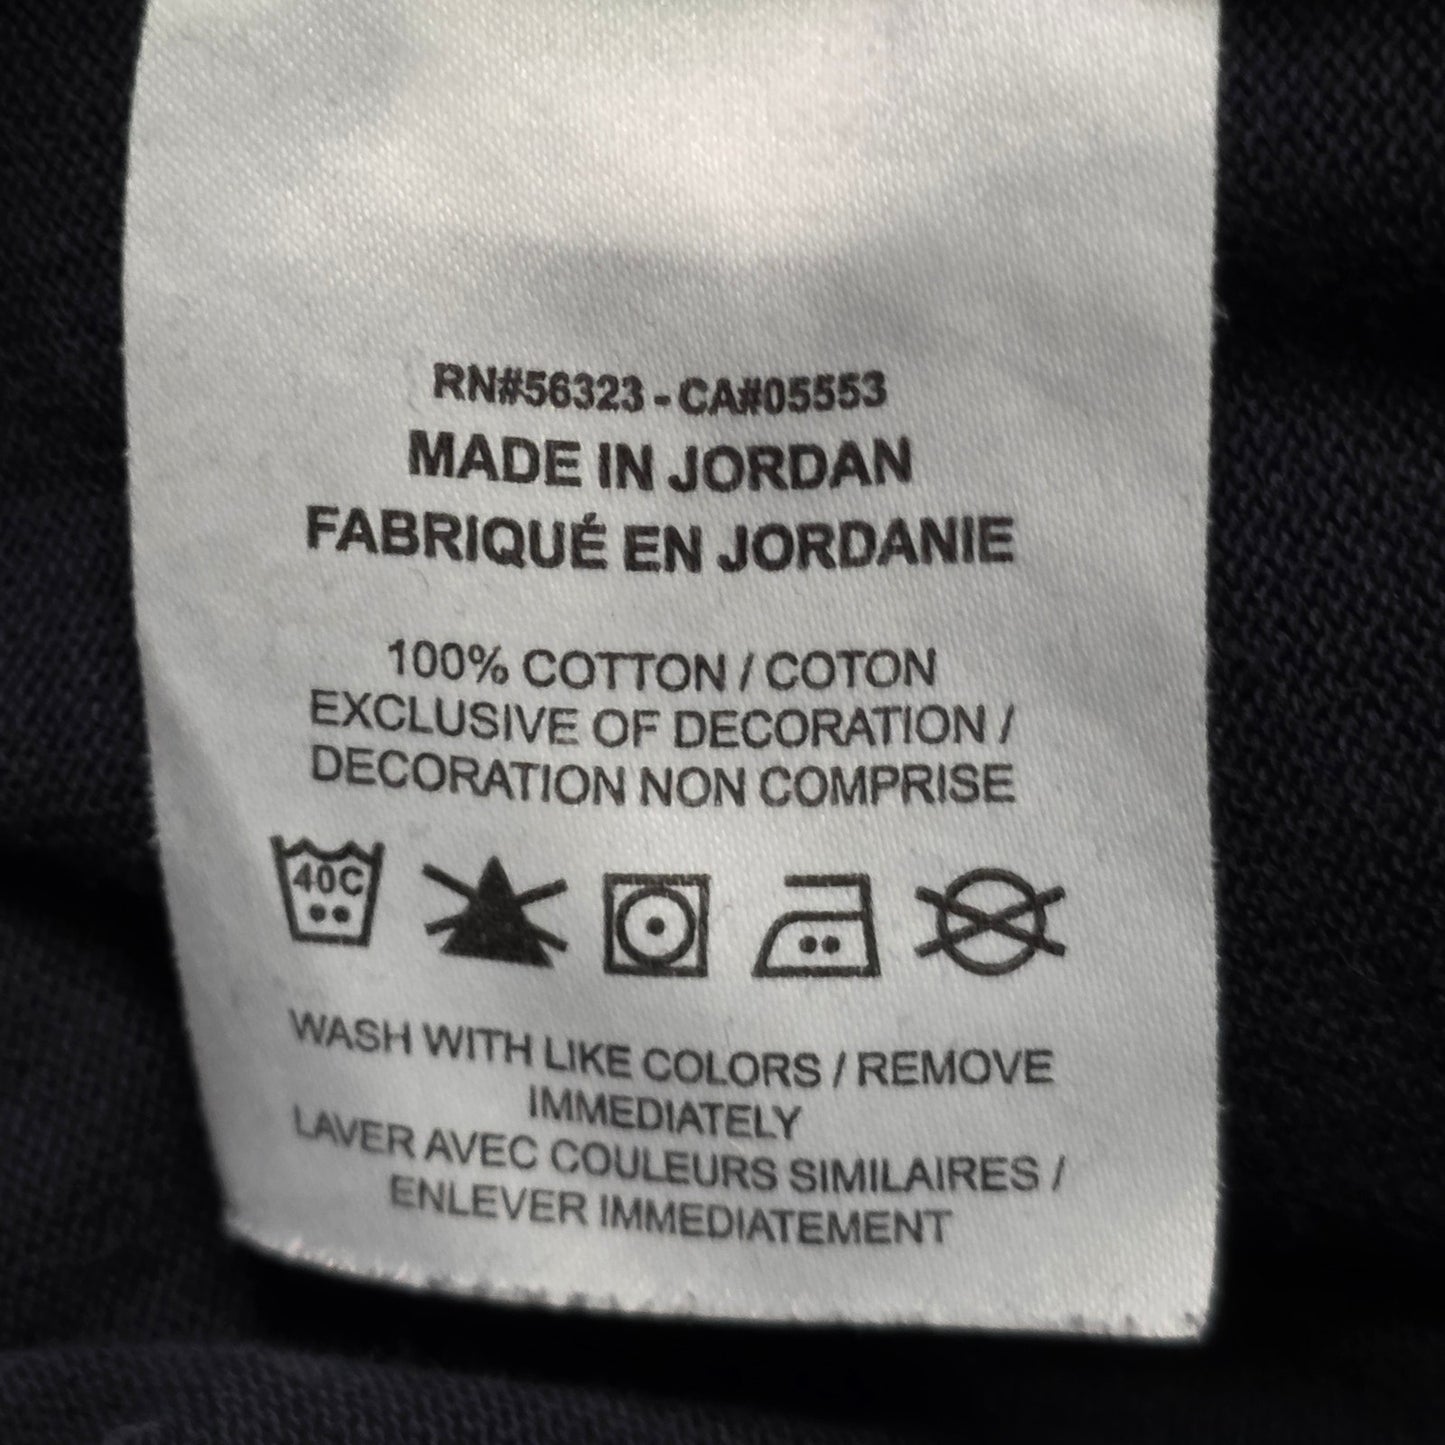 RN#56323 - CA#05553
MADE IN JORDAN
FABRIQUÉ EN JORDANIE
100% COTTON / COTON
EXCLUSIVE OF DECORATION /
DECORATION NON COMPRISE
40C
WASH WITH LIKE COLORS / REMOVE
IMMEDIATELY
LAVER AVEC COULEURS SIMILAIRES /
ENLEVER IMMEDIATEMENT